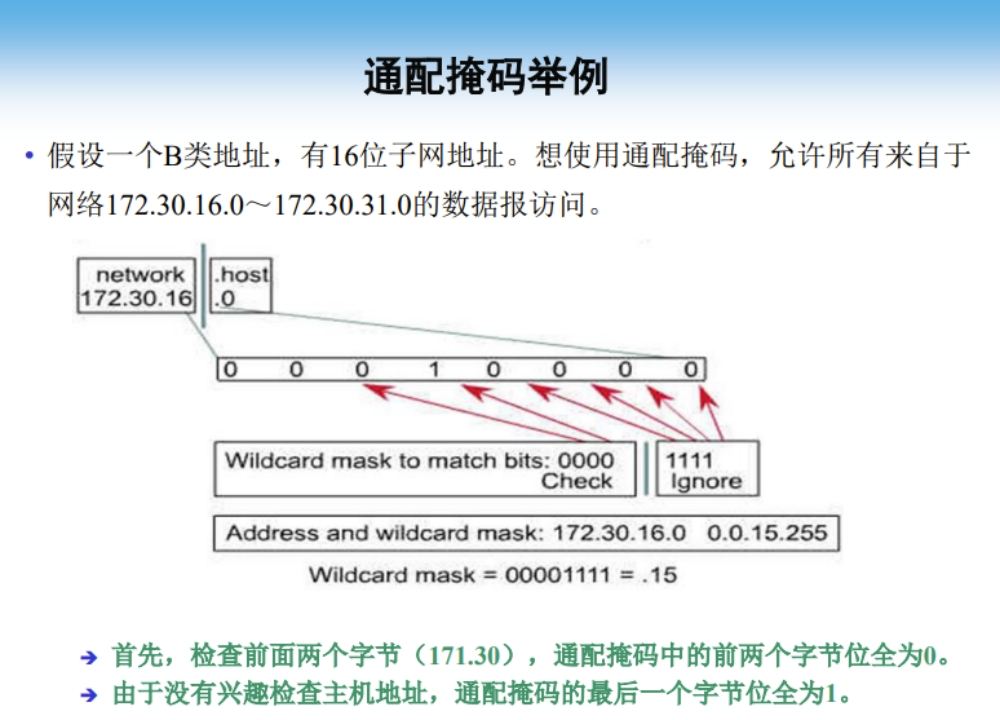 通配掩码举例
• 假设一个B类地址，有16位子网地址。想使用通配掩码，允许所有来自于
网络172.30.16.0～172.30.31.0的数据报访问。
network .host
172.30.16 .0
0 0 0 1 0 0 0 0
Wildcard mask to match bits: 0000 1111
Check Ignore
Address and wildcard mask: 172.30.16.0 0.0.15.255
Wildcard mask = 00001111 = .15
➔ 首先，检查前面两个字节（171.30），通配掩码中的前两个字节位全为0。
➔ 由于没有兴趣检查主机地址，通配掩码的最后一个字节位全为1。